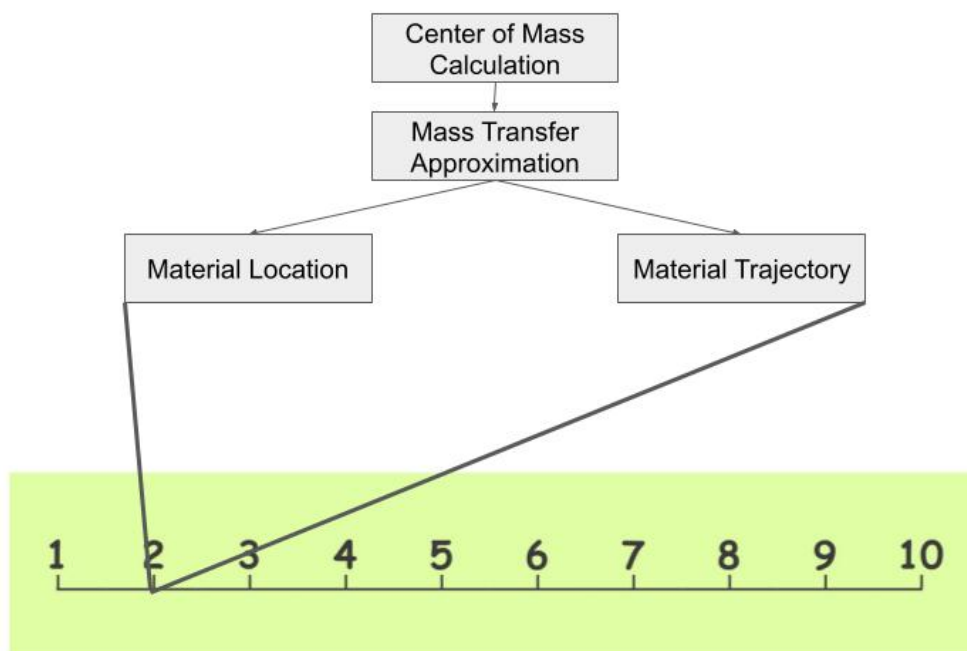 Center of Mass
Calculation
Mass Transfer
Approximation
Material Location
Material Trajectory
1 2 3 4 5 6 7 8 9 10